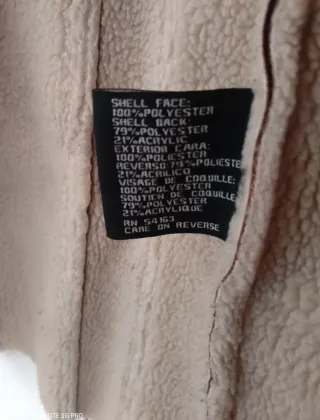 SHELL FACE:
100%POLYESTER
SHELL BACK:
79%POLYESTER
21%ACRYLIC
EXTERIOR CARA:
100%POLIESTER
REVERSO:79%POLIESTE
21%ACRILICO
VISAGE DE COQUILLE:
100%POLYESTER
SOUTIEN DE COQUILLE
79%POLYESTER
21%ACRYLIQUE
RN 54163
CARE ON REVERSE